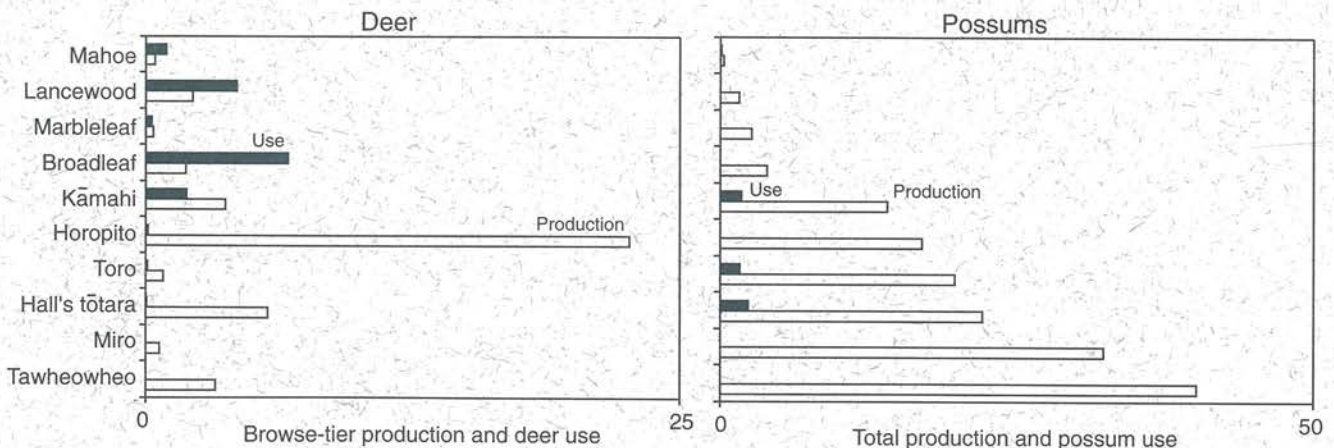 Deer
Possums
Mahoe
Lancewood
Marbleleaf
Use
Broadleaf
Kāmahi
Use
Production
Horopito
Production
Toro
Hall's tōtara
Miro
Tawheowheo
0
25
0
50
Browse-tier production and deer use
Total production and possum use